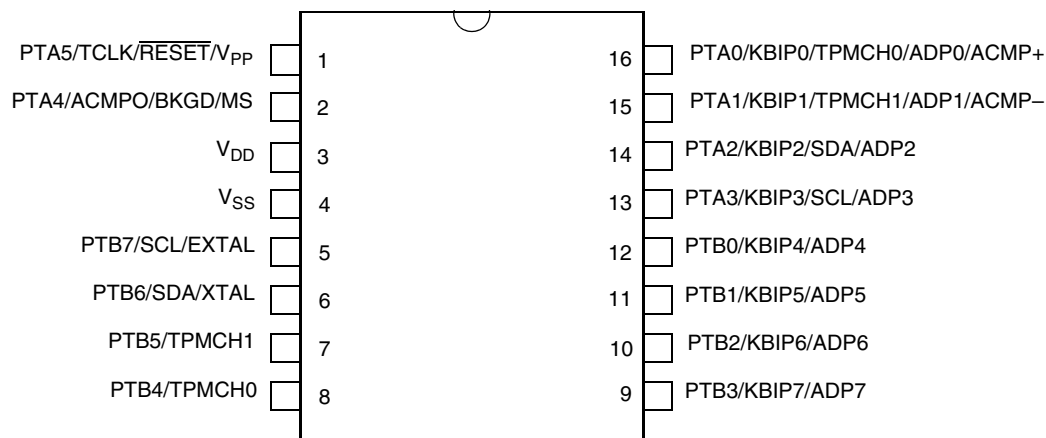 PTA5/TCLK/RESET/VPP 1
PTA4/ACMPO/BKGD/MS 2
VDD 3
VSS 4
PTB7/SCL/EXTAL 5
PTB6/SDA/XTAL 6
PTB5/TPMCH1 7
PTB4/TPMCH0 8
16 PTA0/KBIP0/TPMCH0/ADP0/ACMP+
15 PTA1/KBIP1/TPMCH1/ADP1/ACMP–
14 PTA2/KBIP2/SDA/ADP2
13 PTA3/KBIP3/SCL/ADP3
12 PTB0/KBIP4/ADP4
11 PTB1/KBIP5/ADP5
10 PTB2/KBIP6/ADP6
9 PTB3/KBIP7/ADP7